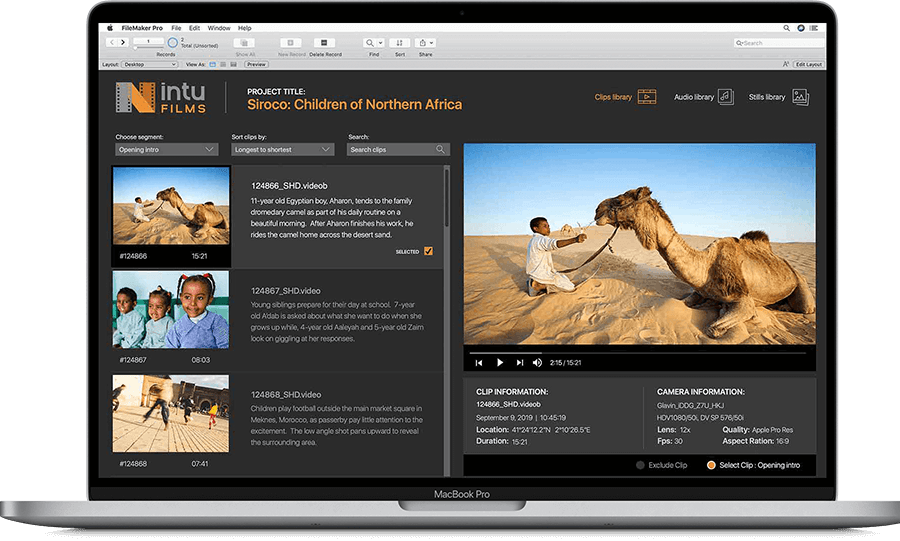 FileMaker Pro File Edit Window Help
1
2
Total (Unsorted)
Records
Show All
New Record
Delete Record
Find
Sort
Share
Search
Layout: Desktop
View As:
Preview
Edit Layout
intu
FILMS
PROJECT TITLE:
Siroco: Children of Northern Africa
Clips library
Audio library
Stills library
Choose segment:
Opening intro
Sort clips by:
Longest to shortest
Search:
Search clips
124866_SHD.videob
11-year old Egyptian boy, Aharon, tends to the family
dromedary camel as part of his daily routine on a
beautiful morning. After Aharon finishes his work, he
rides the camel home across the desert sand.
SELECTED
#124866 15:21
124867_SHD.video
Young siblings prepare for their day at school. 7-year
old A'dab is asked about what she want to do when she
grows up while, 4-year old Aaleyah and 5-year old Zaim
look on giggling at her responses.
#124867 08:03
124868_SHD.video
Children play football outside the main market square in
Meknes, Morocco, as passerby pay little attention to the
excitement. The low angle shot pans upward to reveal
the surrounding area.
#124868 07:41
2:15 / 15:21
CLIP INFORMATION:
124866_SHD.videob
September 9, 2019 | 10:45:19
Location: 41°24'12.2"N 2°10'26.5"E
Duration: 15:21
CAMERA INFORMATION:
Glavin_iDDG_Z7U_HKJ
HDV1080/50i, DV SP 576/50i
Lens: 12x Quality: Apple Pro Res
Fps: 30 Aspect Ration: 16:9
Exclude Clip
Select Clip : Opening intro
MacBook Pro